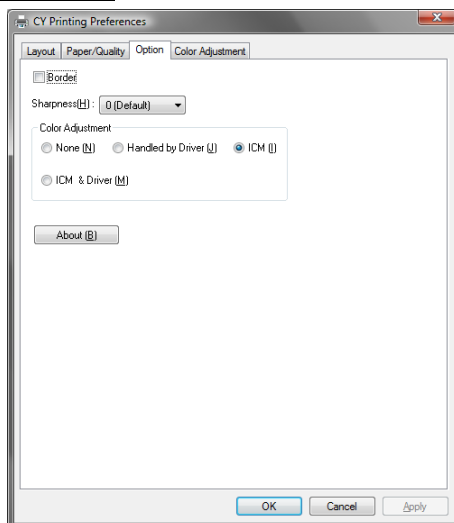 CY Printing Preferences
Layout Paper/Quality Option Color Adjustment
Border
Sharpness(H) : 0 (Default)
Color Adjustment
None (N) Handled by Driver (J) ICM (I)
ICM & Driver (M)
About (B)
OK Cancel Apply